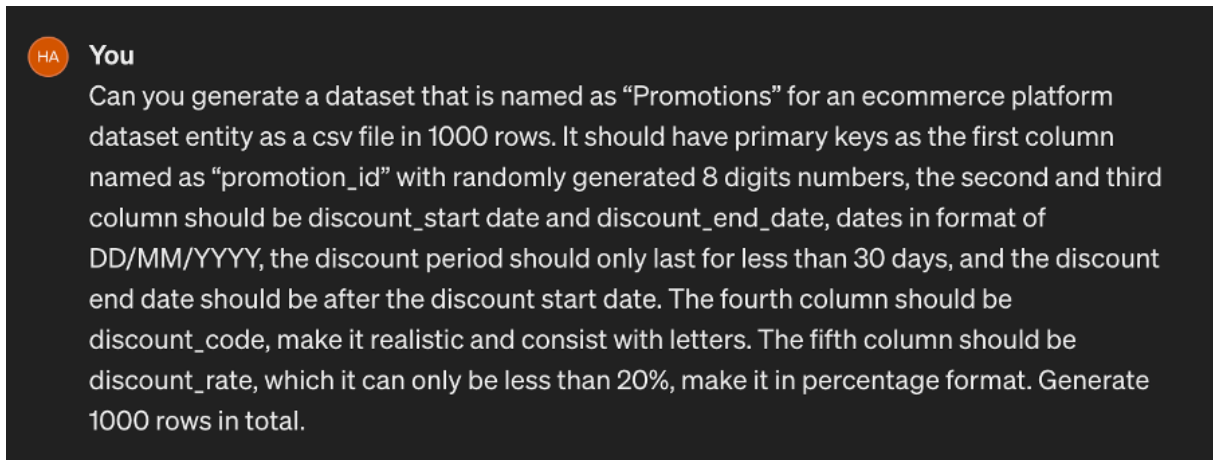 HA
You
Can you generate a dataset that is named as “Promotions” for an ecommerce platform
dataset entity as a csv file in 1000 rows. It should have primary keys as the first column
named as “promotion_id” with randomly generated 8 digits numbers, the second and third
column should be discount_start date and discount_end_date, dates in format of
DD/MM/YYYY, the discount period should only last for less than 30 days, and the discount
end date should be after the discount start date. The fourth column should be
discount_code, make it realistic and consist with letters. The fifth column should be
discount_rate, which it can only be less than 20%, make it in percentage format. Generate
1000 rows in total.